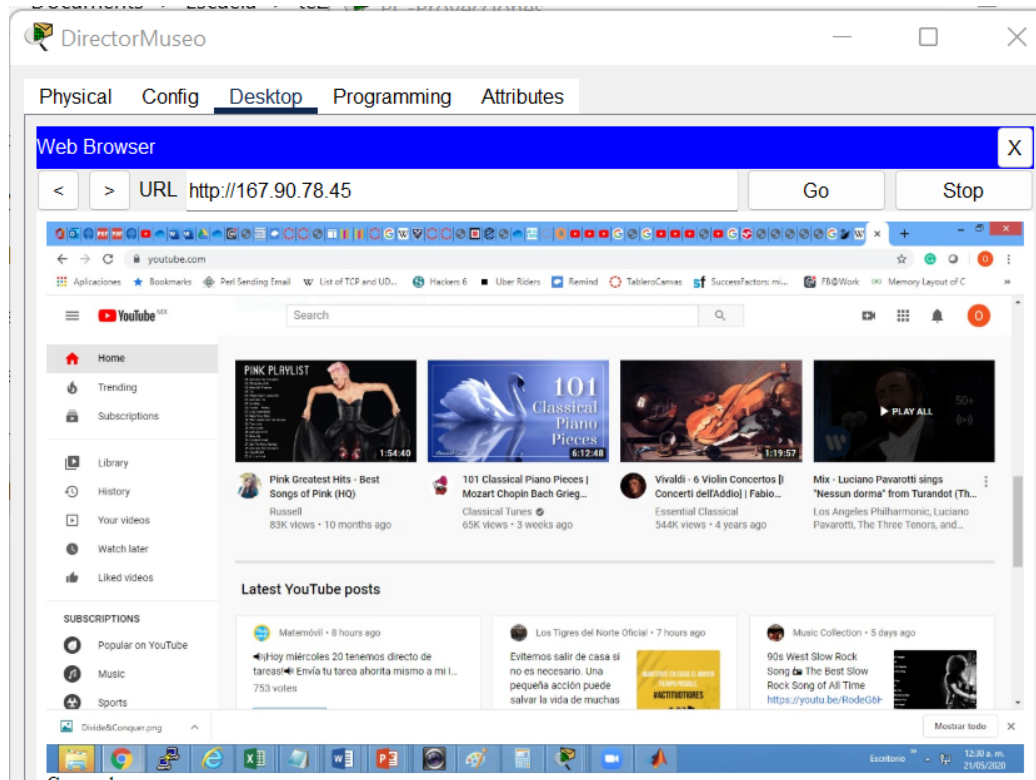 DirectorMuseo
Physical Config Desktop Programming Attributes
Web Browser X
< > URL http://167.90.78.45 Go Stop
youtube.com
Aplicaciones Bookmarks Perl Sending Email List of TCP and UD... Hackers 6 Uber Riders Remind TableroCanvas SuccessFactors: mi... FB@Work Memory Layout of C »
YouTube MX Search
Home
Trending
Subscriptions
Library
History
Your videos
Watch later
Liked videos
SUBSCRIPTIONS
Popular on YouTube
Music
Sports
PINK PLAYLIST
1:54:40
Pink Greatest Hits - Best
Songs of Pink (HQ)
Russell
83K views • 10 months ago
101
Classical
Piano
Pieces
6:12:48
101 Classical Piano Pieces |
Mozart Chopin Bach Grieg...
Classical Tunes
65K views • 3 weeks ago
1:19:57
Vivaldi - 6 Violin Concertos [I
Concerti dell'Addio] | Fabio...
Essential Classical
544K views • 4 years ago
50+
PLAY ALL
Mix - Luciano Pavarotti sings
"Nessun dorma" from Turandot (Th...
Los Angeles Philharmonic, Luciano
Pavarotti, The Three Tenors, and...
Latest YouTube posts
Matemóvil • 8 hours ago
¡Hoy miércoles 20 tenemos directo de
tareas! Envía tu tarea ahorita mismo a mi I...
753 votes
Los Tigres del Norte Oficial • 7 hours ago
Evitemos salir de casa si
no es necesario. Una
pequeña acción puede
salvar la vida de muchas
#ACTITUDTIGRES
Music Collection • 5 days ago
90s West Slow Rock
Song The Best Slow
Rock Song of All Time
https://youtu.be/RodeG6H
Divide&Conquer.png Mostrar todo
Escritorio » 12:30 a. m.
21/05/2020